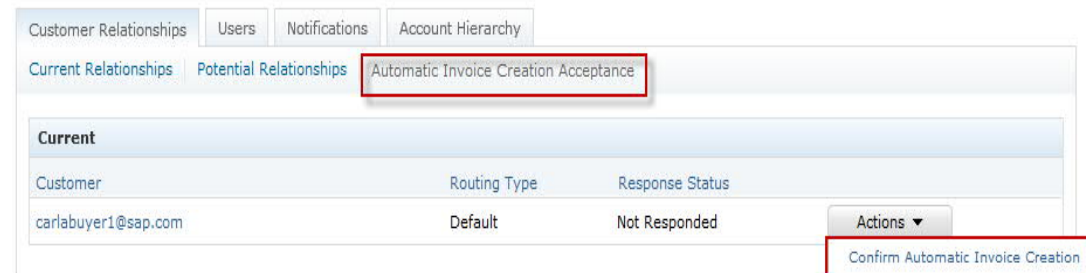 Customer Relationships Users Notifications Account Hierarchy
Current Relationships Potential Relationships Automatic Invoice Creation Acceptance
Current
Customer Routing Type Response Status
carlabuyer1@sap.com Default Not Responded Actions ▼
Confirm Automatic Invoice Creation